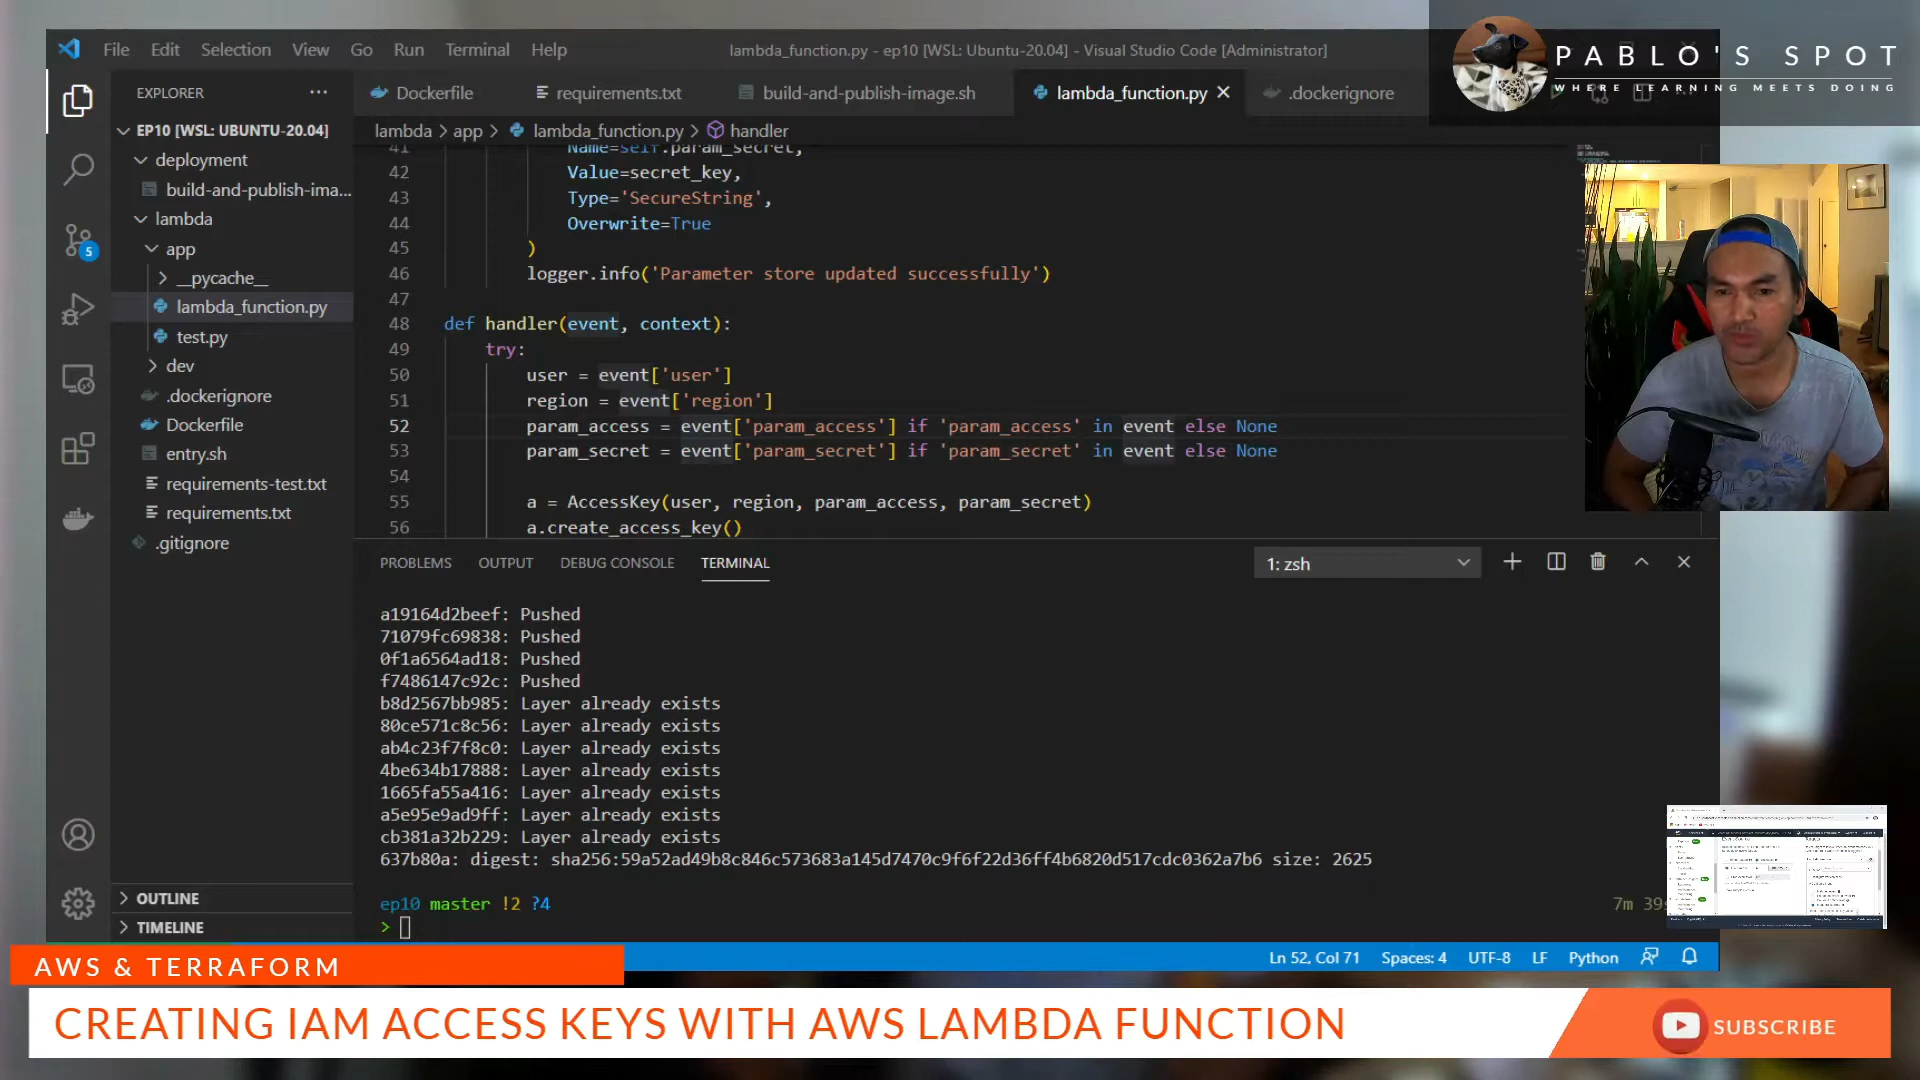 File Edit Selection View Go Run Terminal Help
lambda_function.py - ep10 [WSL: Ubuntu-20.04] - Visual Studio Code [Administrator]
PABLO'S SPOT
WHERE LEARNING MEETS DOING
EXPLORER
Dockerfile
requirements.txt
build-and-publish-image.sh
lambda_function.py
.dockerignore
EP10 [WSL: UBUNTU-20.04]
deployment
build-and-publish-ima...
lambda
app
__pycache__
lambda_function.py
test.py
dev
.dockerignore
Dockerfile
entry.sh
requirements-test.txt
requirements.txt
.gitignore
OUTLINE
TIMELINE
5
lambda > app > lambda_function.py > handler
41 Name=self.param_secret,
42 Value=secret_key,
43 Type='SecureString',
44 Overwrite=True
45 )
46 logger.info('Parameter store updated successfully')
47
48 def handler(event, context):
49 try:
50 user = event['user']
51 region = event['region']
52 param_access = event['param_access'] if 'param_access' in event else None
53 param_secret = event['param_secret'] if 'param_secret' in event else None
54
55 a = AccessKey(user, region, param_access, param_secret)
56 a.create_access_key()
PROBLEMS OUTPUT DEBUG CONSOLE TERMINAL
1: zsh
a19164d2beef: Pushed
71079fc69838: Pushed
0f1a6564ad18: Pushed
f7486147c92c: Pushed
b8d2567bb985: Layer already exists
80ce571c8c56: Layer already exists
ab4c23f7f8c0: Layer already exists
4be634b17888: Layer already exists
1665fa55a416: Layer already exists
a5e95e9ad9ff: Layer already exists
cb381a32b229: Layer already exists
637b80a: digest: sha256:59a52ad49b8c846c573683a145d7470c9f6f22d36ff4b6820d517cdc0362a7b6 size: 2625
ep10 master !2 ?4
7m 39s
>
Ln 52, Col 71 Spaces: 4 UTF-8 LF Python
AWS & TERRAFORM
CREATING IAM ACCESS KEYS WITH AWS LAMBDA FUNCTION
SUBSCRIBE